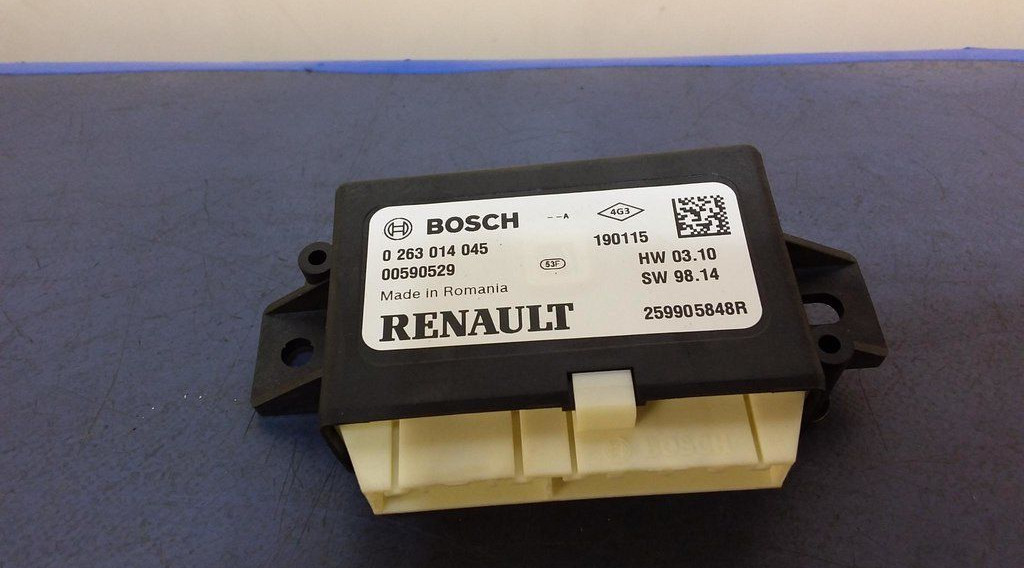 BOSCH --A 4G3
0 263 014 045 190115
00590529 53F HW 03.10
Made in Romania SW 98.14
RENAULT 259905848R
BOSCH